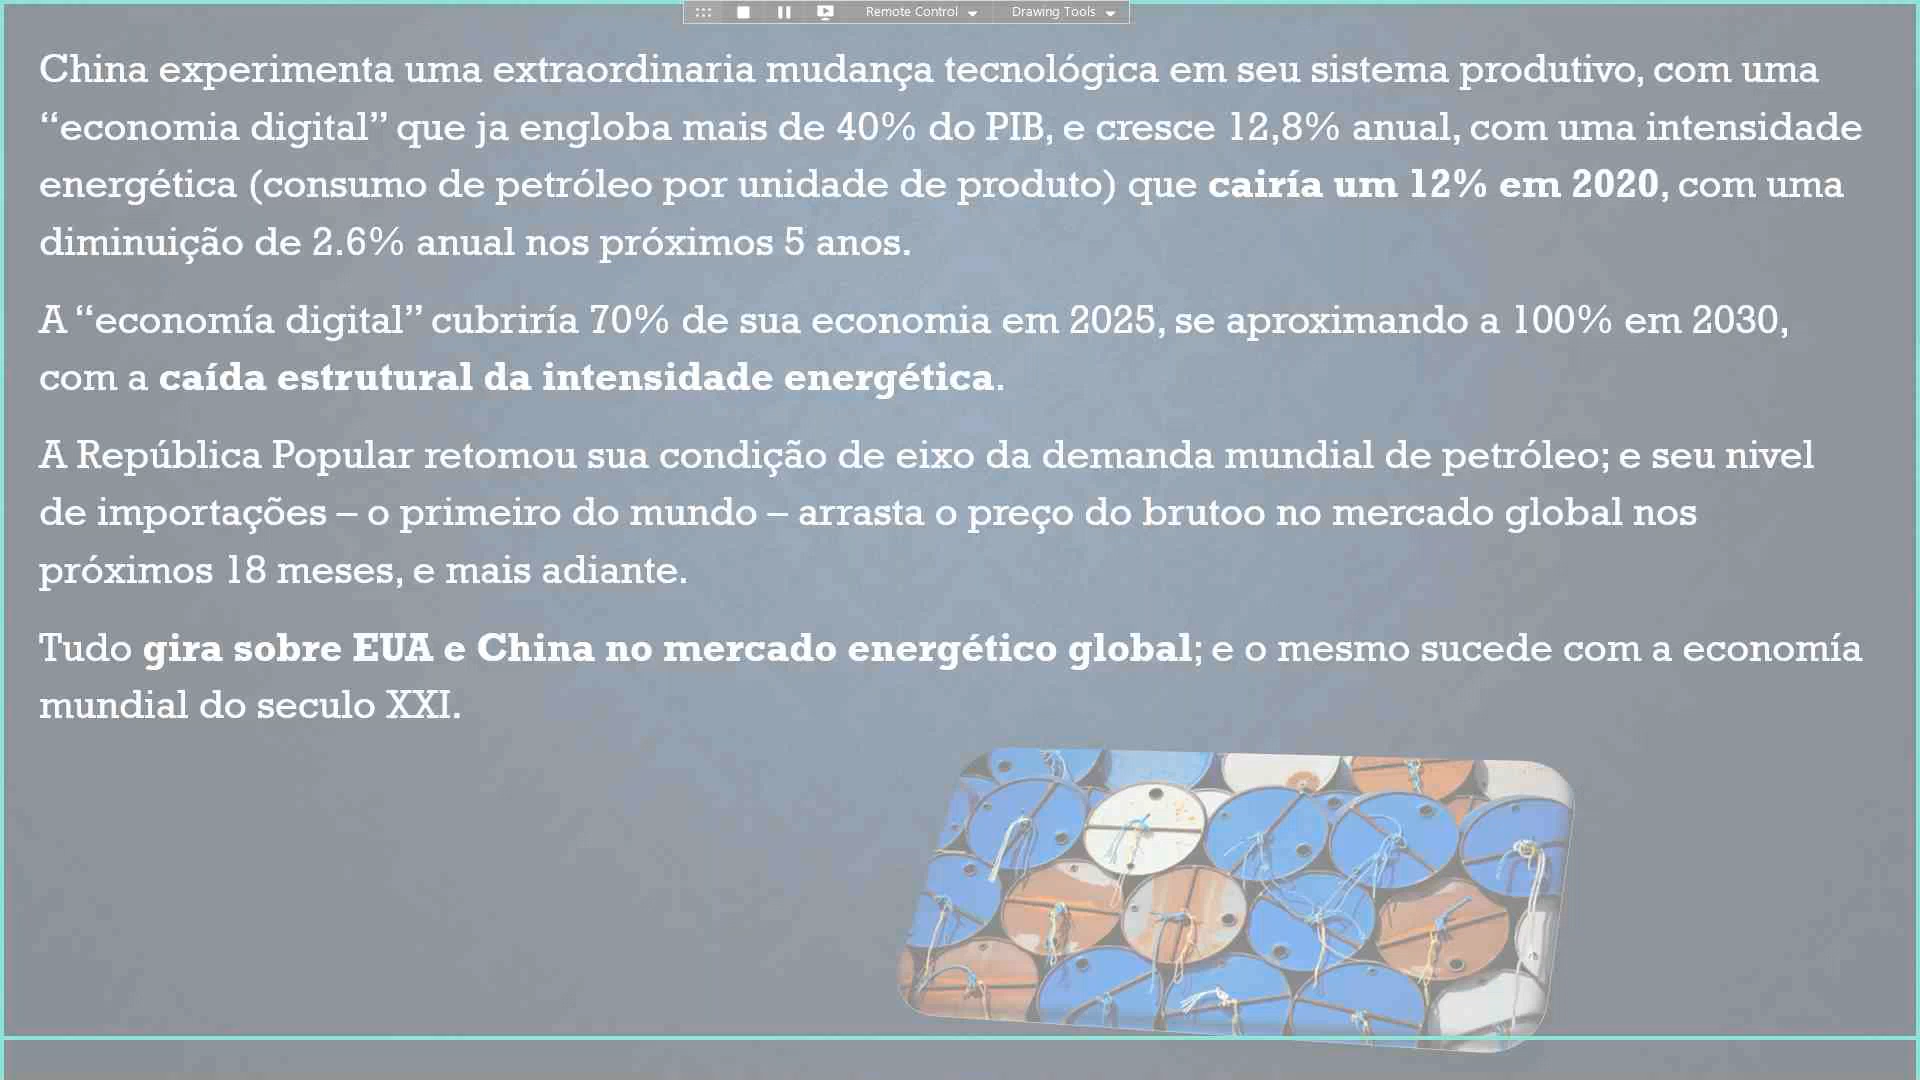 Remote Control
Drawing Tools
China experimenta uma extraordinaria mudança tecnológica em seu sistema produtivo, com uma
“economia digital” que ja engloba mais de 40% do PIB, e cresce 12,8% anual, com uma intensidade
energética (consumo de petróleo por unidade de produto) que cairía um 12% em 2020, com uma
diminuição de 2.6% anual nos próximos 5 anos.
A “economía digital” cubriría 70% de sua economia em 2025, se aproximando a 100% em 2030,
com a caída estrutural da intensidade energética.
A República Popular retomou sua condição de eixo da demanda mundial de petróleo; e seu nivel
de importações – o primeiro do mundo – arrasta o preço do brutoo no mercado global nos
próximos 18 meses, e mais adiante.
Tudo gira sobre EUA e China no mercado energético global; e o mesmo sucede com a economía
mundial do seculo XXI.